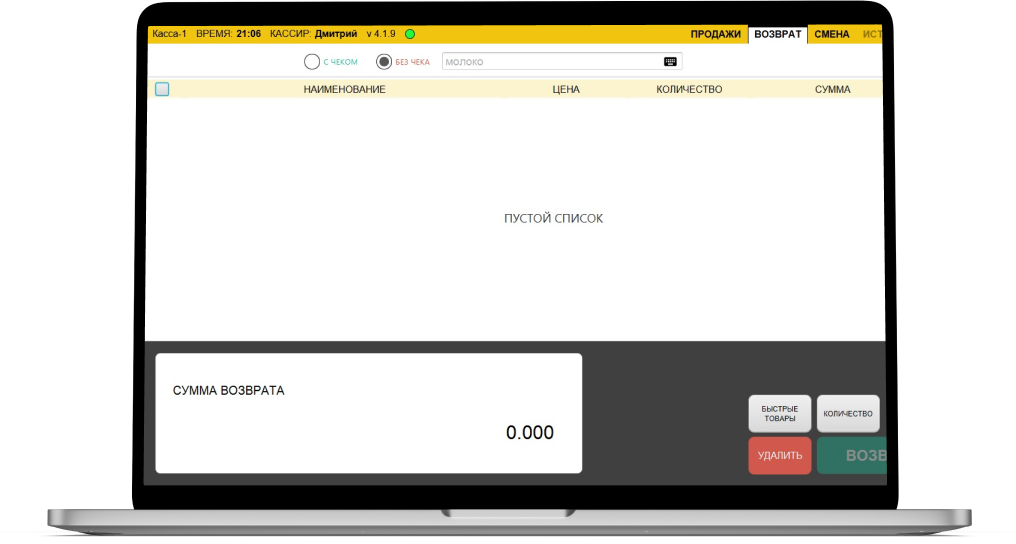 Касса-1 ВРЕМЯ: 21:06 КАССИР: Дмитрий v 4.1.9 ПРОДАЖИ ВОЗВРАТ СМЕНА ИСТ
С ЧЕКОМ БЕЗ ЧЕКА МОЛОКО
НАИМЕНОВАНИЕ ЦЕНА КОЛИЧЕСТВО СУММА
ПУСТОЙ СПИСОК
СУММА ВОЗВРАТА
0.000
БЫСТРЫЕ
ТОВАРЫ
КОЛИЧЕСТВО
УДАЛИТЬ
ВОЗВ